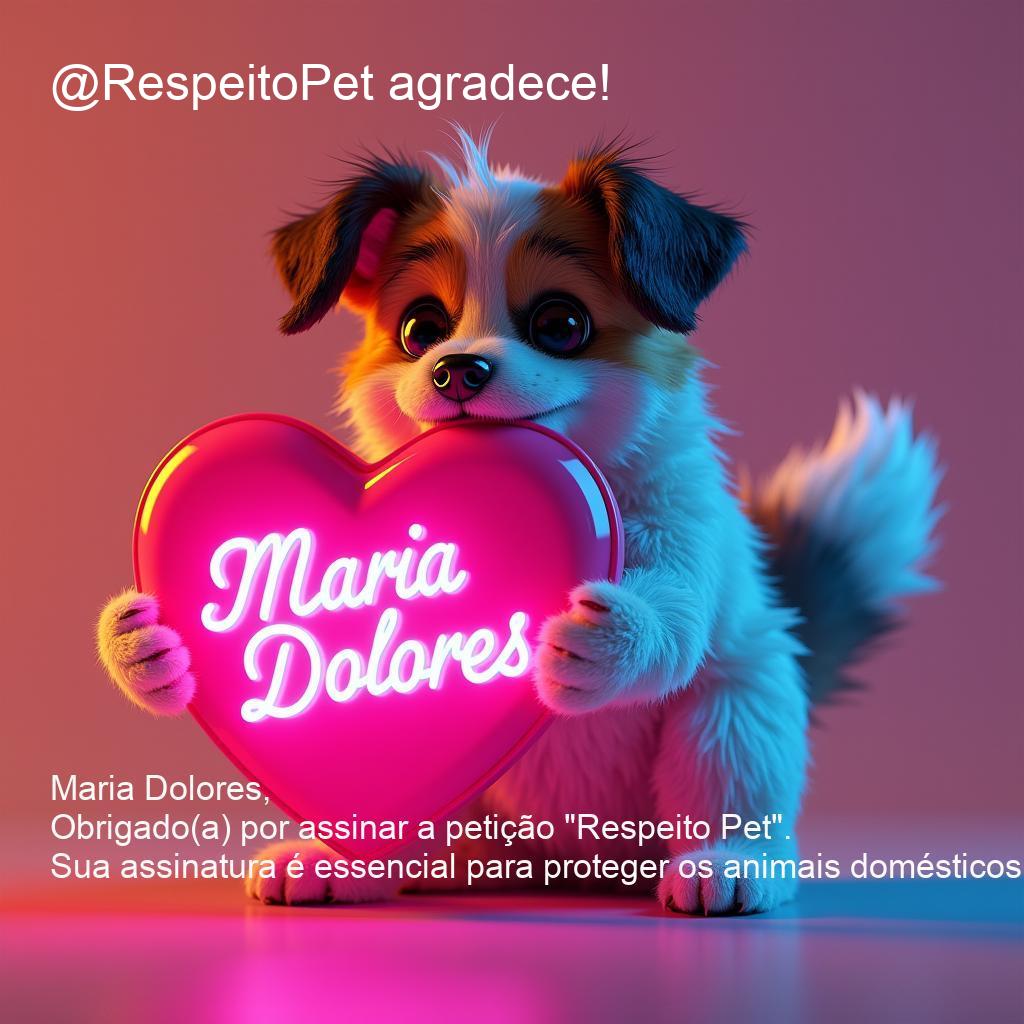 @RespeitoPet agradece!
Maria
Dolores
Maria Dolores,
Obrigado(a) por assinar a petição "Respeito Pet".
Sua assinatura é essencial para proteger os animais domésticos